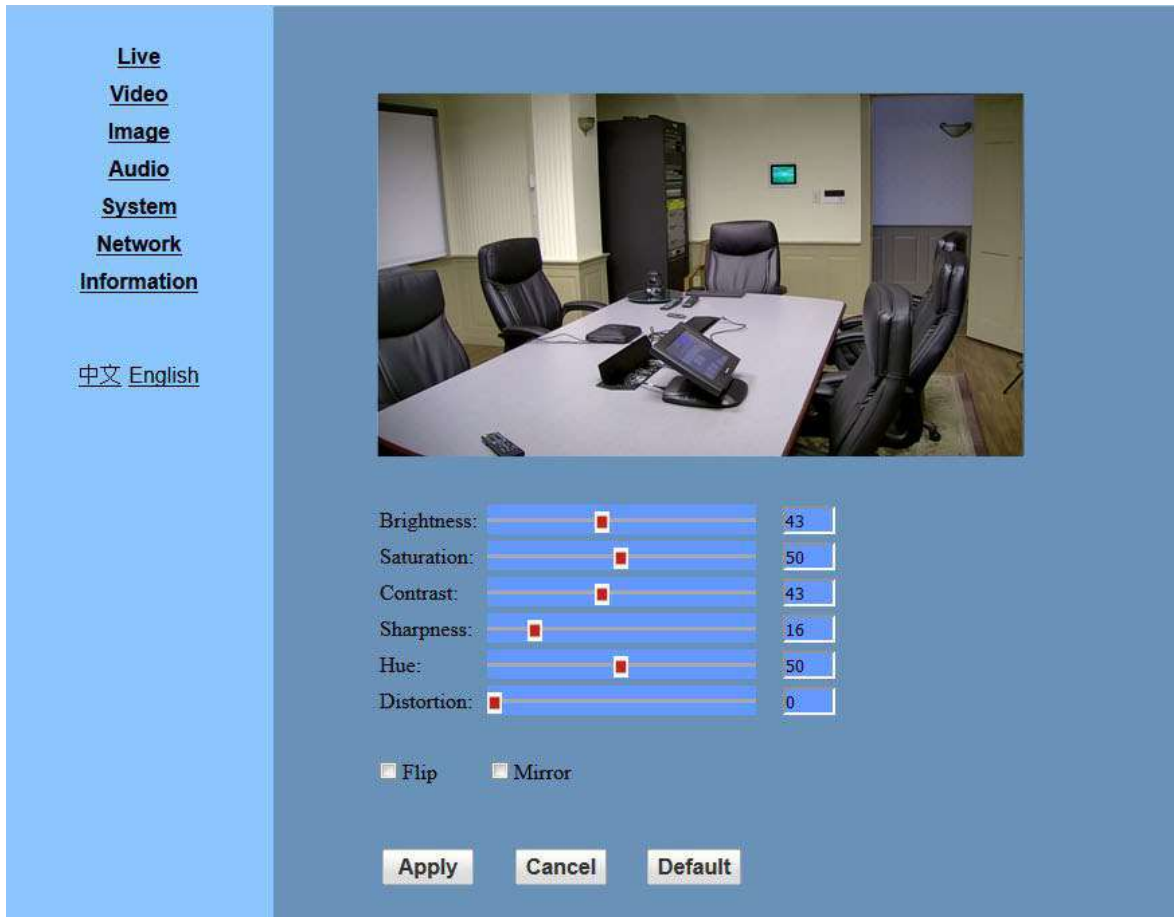 Live
Video
Image
Audio
System
Network
Information
中文 English
Brightness: 43
Saturation: 50
Contrast: 43
Sharpness: 16
Hue: 50
Distortion: 0
Flip Mirror
Apply Cancel Default